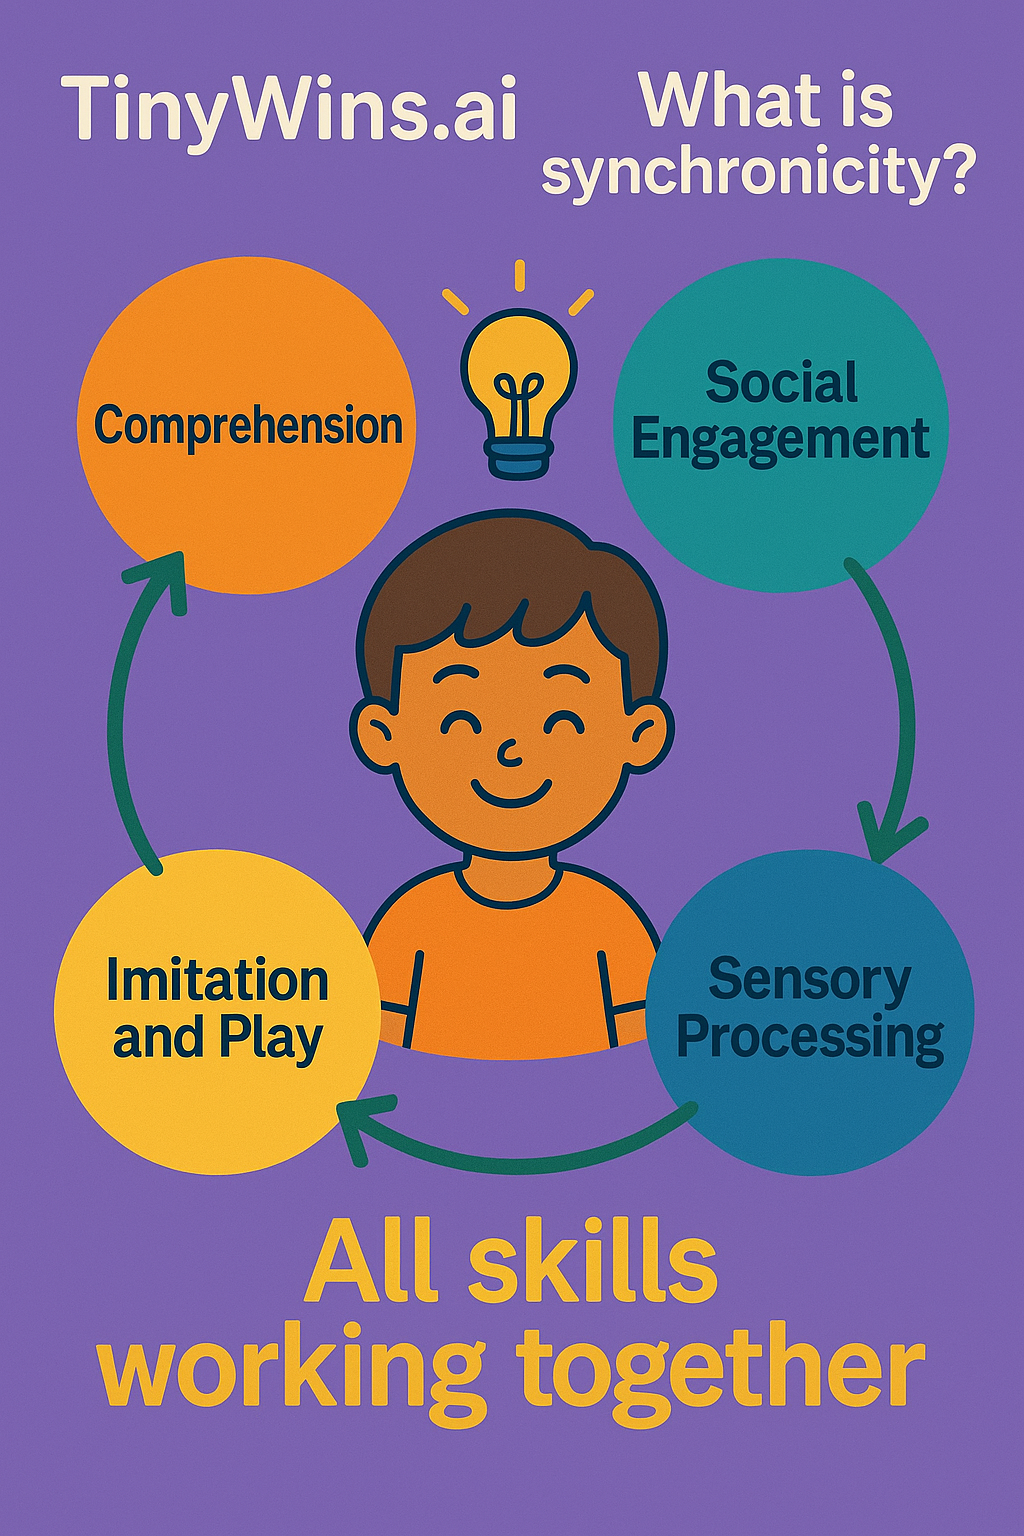 TinyWins.ai
What is
synchronicity?
Comprehension
Social
Engagement
Imitation
and Play
Sensory
Processing
All skills
working together